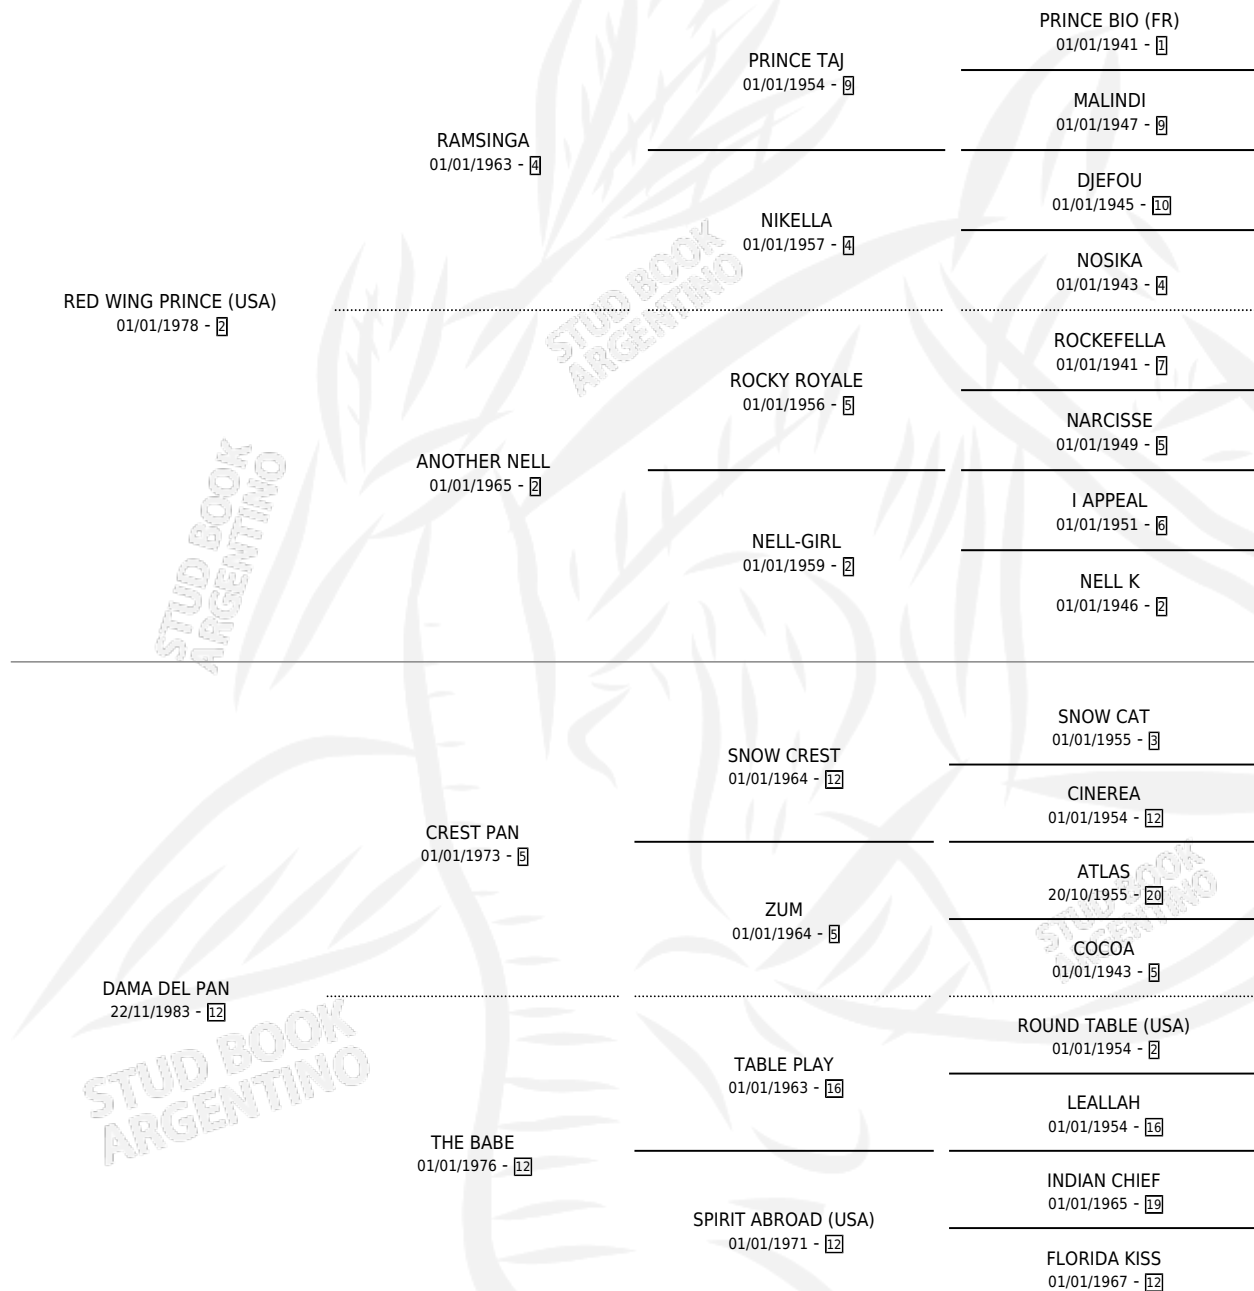 PRINCE BIO (FR)
01/01/1941 - 1
PRINCE TAJ
01/01/1954 - 9
MALINDI
01/01/1947 - 9
RAMSINGA
01/01/1963 - 4
DJEFOU
01/01/1945 - 10
NIKELLA
01/01/1957 - 4
NOSIKA
01/01/1943 - 4
RED WING PRINCE (USA)
01/01/1978 - 2
ROCKEFELLA
01/01/1941 - 7
ROCKY ROYALE
01/01/1956 - 5
NARCISSE
01/01/1949 - 5
ANOTHER NELL
01/01/1965 - 2
I APPEAL
01/01/1951 - 6
NELL-GIRL
01/01/1959 - 2
NELL K
01/01/1946 - 2
SNOW CAT
01/01/1955 - 3
SNOW CREST
01/01/1964 - 12
CINEREA
01/01/1954 - 12
CREST PAN
01/01/1973 - 5
ATLAS
20/10/1955 - 20
ZUM
01/01/1964 - 5
COCOA
01/01/1943 - 5
DAMA DEL PAN
22/11/1983 - 12
ROUND TABLE (USA)
01/01/1954 - 2
TABLE PLAY
01/01/1963 - 16
LEALLAH
01/01/1954 - 16
THE BABE
01/01/1976 - 12
INDIAN CHIEF
01/01/1965 - 19
SPIRIT ABROAD (USA)
01/01/1971 - 12
FLORIDA KISS
01/01/1967 - 12
STUD BOOK
ARGENTINO
STUD BOOK
ARGENTINO
STUD BOOK
ARGENTINO
STUD BOOK
ARGENTINO